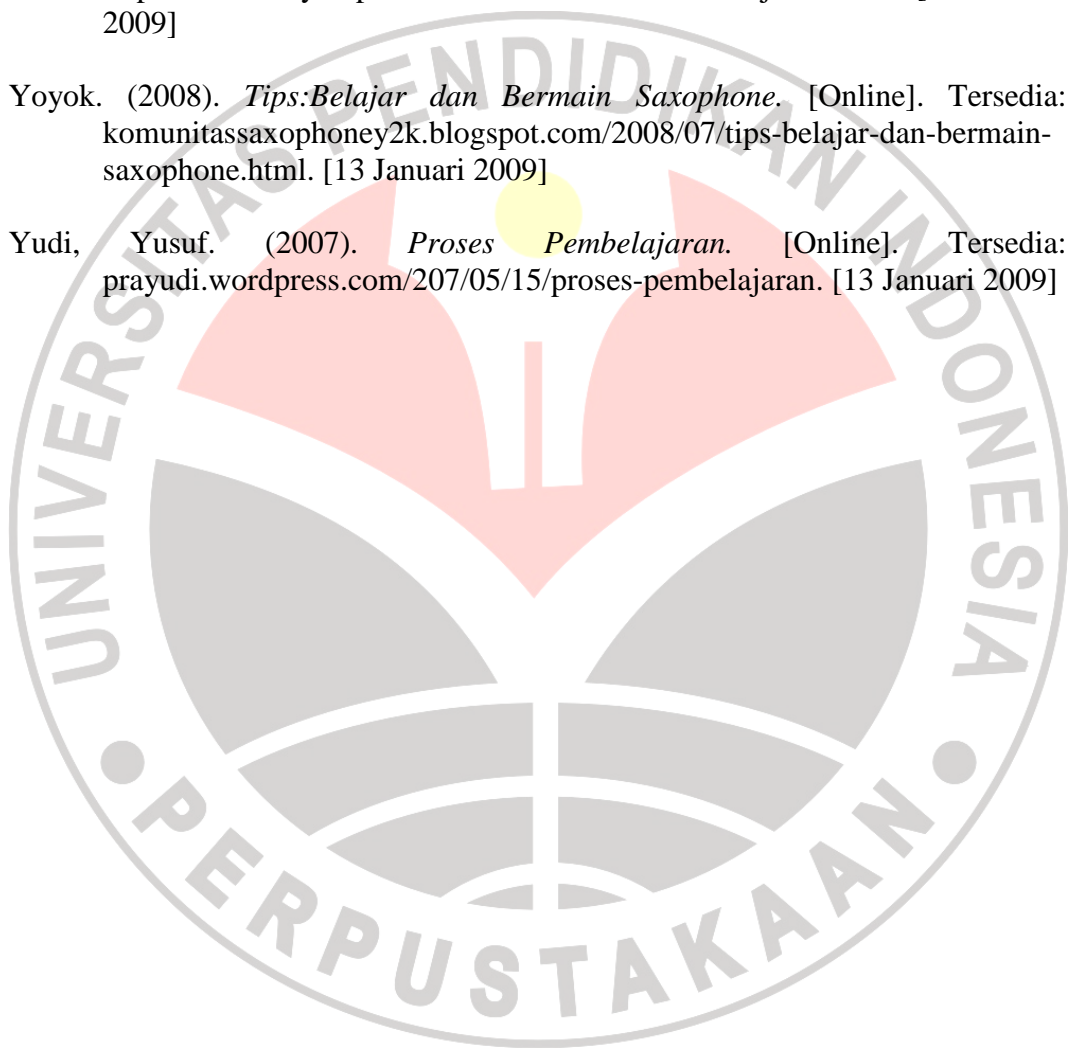 2009]
Yoyok. (2008). Tips:Belajar dan Bermain Saxophone. [Online]. Tersedia:
komunitassaxophoney2k.blogspot.com/2008/07/tips-belajar-dan-bermain-
saxophone.html. [13 Januari 2009]
Yudi, Yusuf. (2007). Proses Pembelajaran. [Online]. Tersedia:
prayudi.wordpress.com/207/05/15/proses-pembelajaran. [13 Januari 2009]
UNIVERSITAS PENDIDIKAN INDONESIA
PERPUSTAKAAN